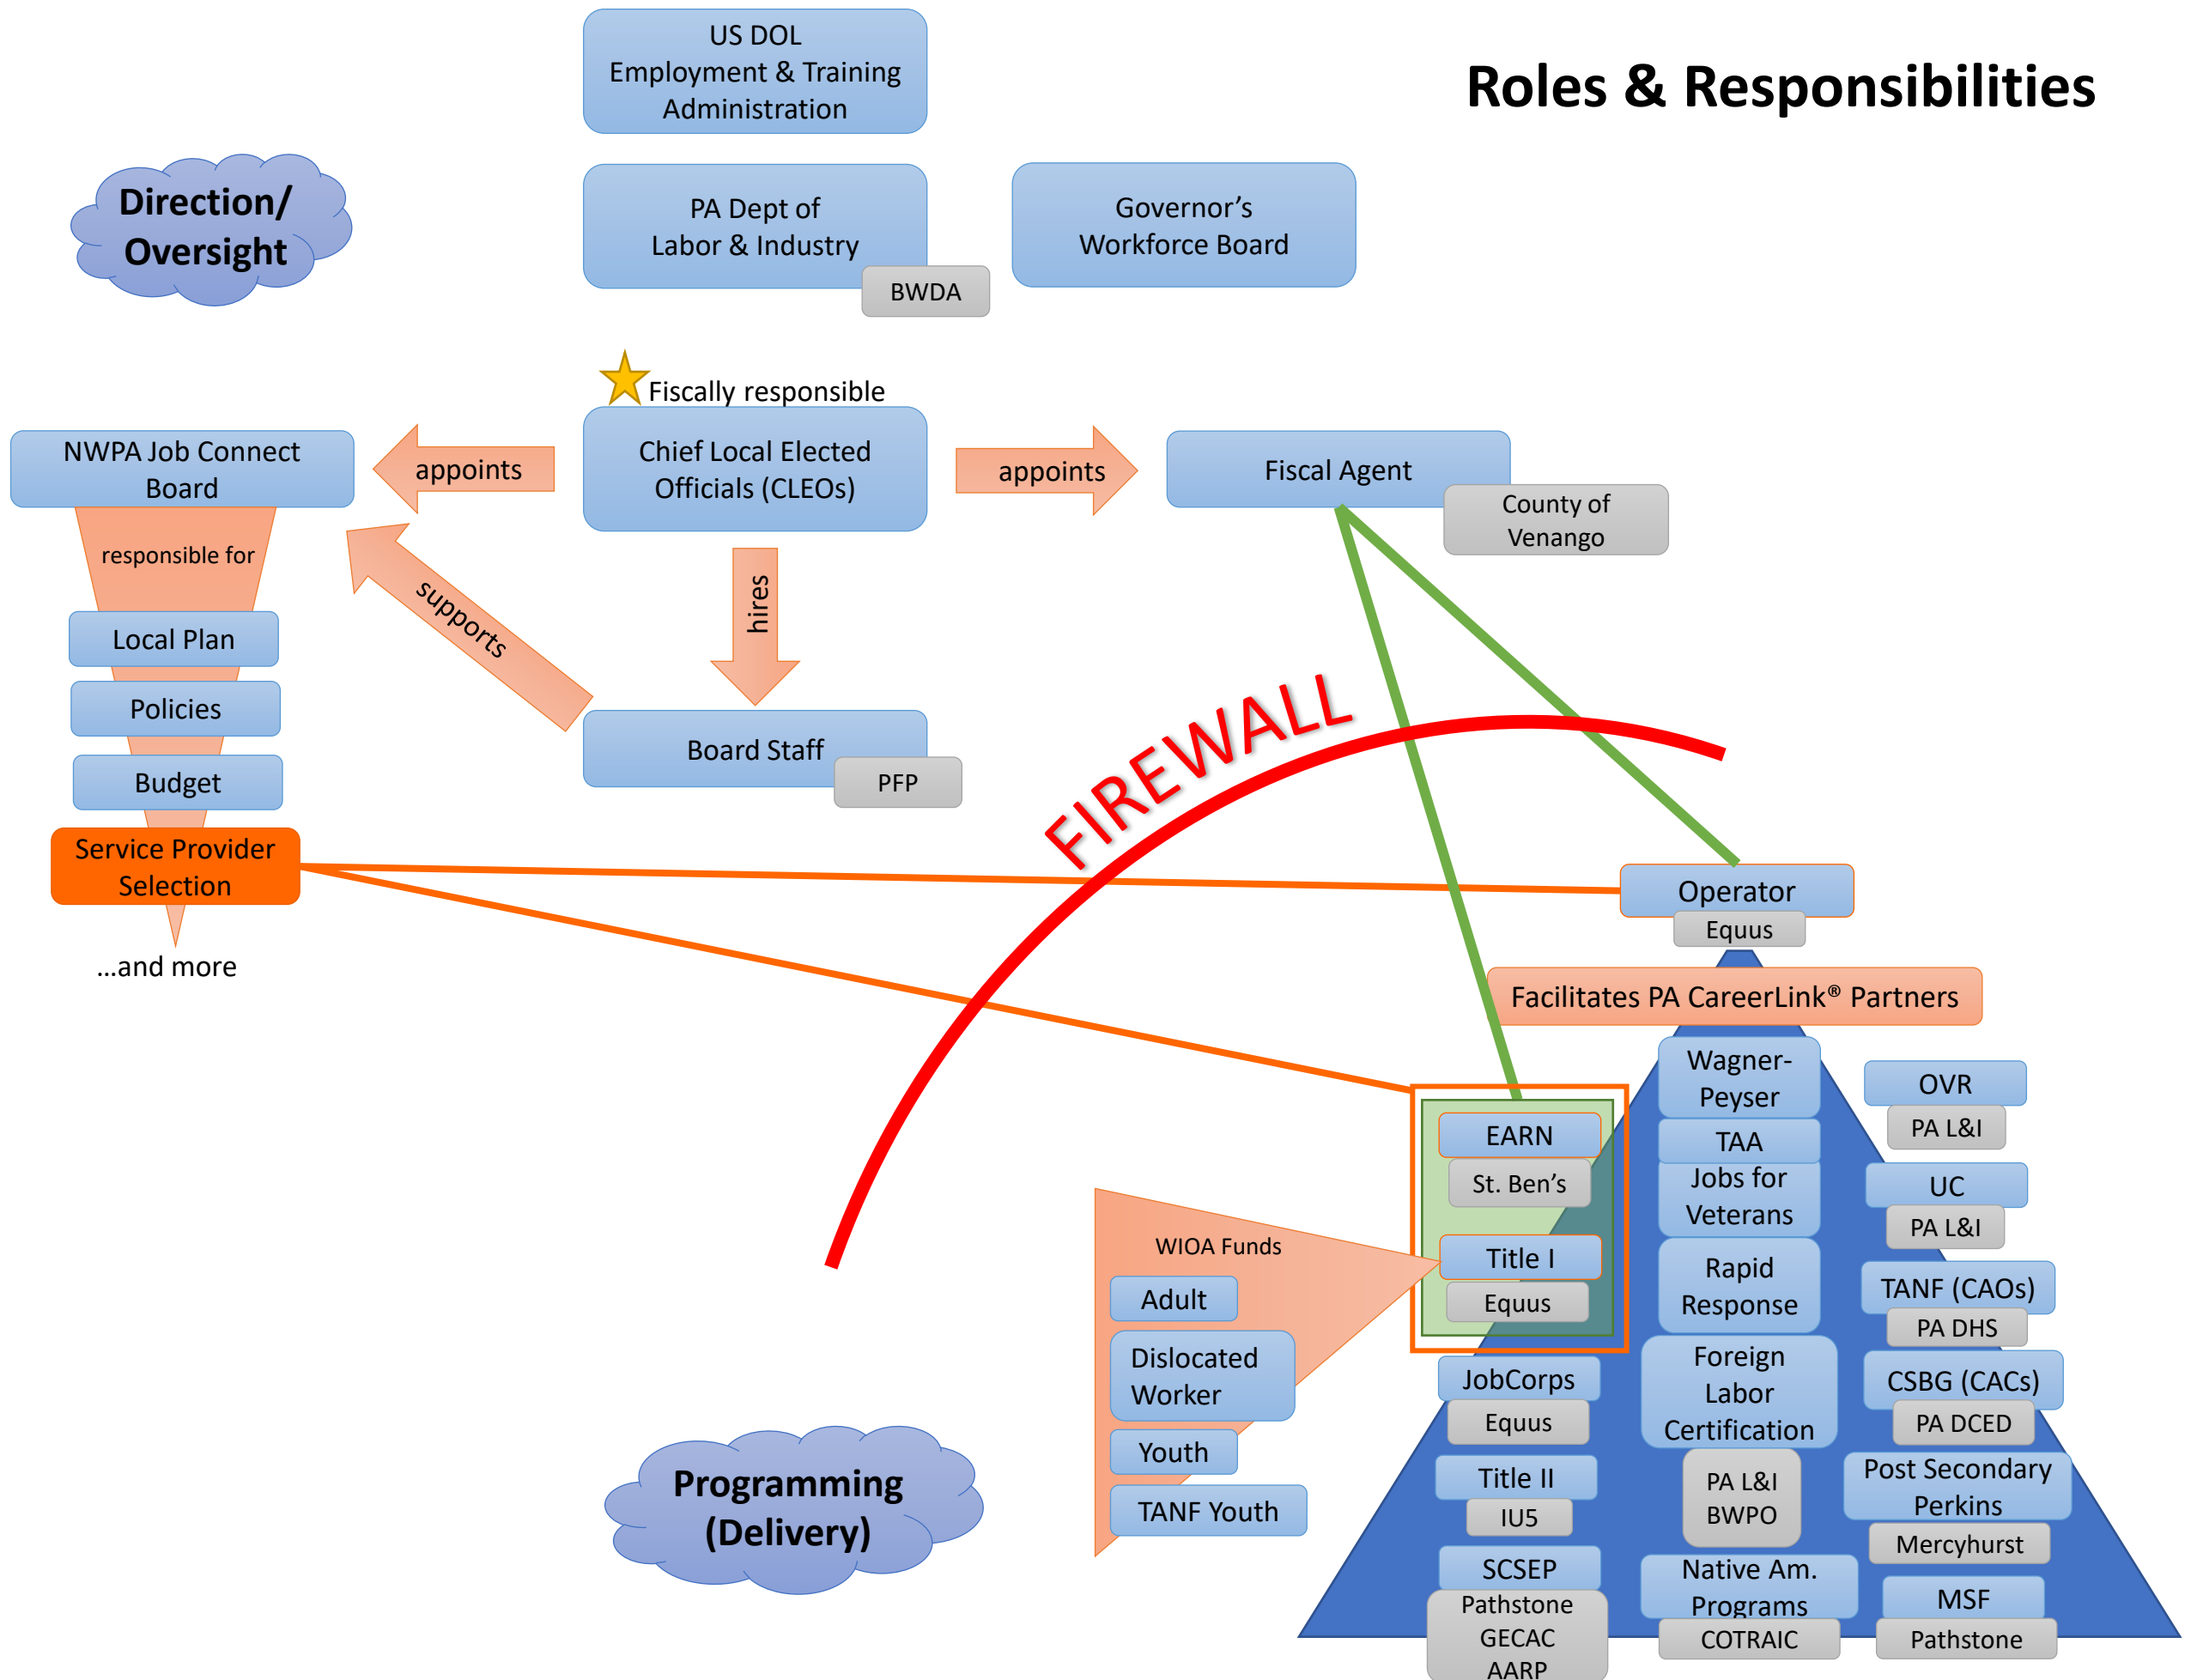 US DOL
Employment & Training
Administration
Roles & Responsibilities
Direction/
Oversight
PA Dept of
Labor & Industry
BWDA
Governor's
Workforce Board
Fiscally responsible
NWPA Job Connect
Board
appoints
Chief Local Elected
Officials (CLEOs)
appoints
Fiscal Agent
County of
Venango
responsible for
supports
hires
Local Plan
Policies
Budget
Service Provider
Selection
...and more
Board Staff
PFP
FIREWALL
Operator
Equus
Facilitates PA CareerLink® Partners
EARN
St. Ben's
Title I
Equus
WIOA Funds
Adult
Dislocated
Worker
Youth
TANF Youth
JobCorps
Equus
Title II
IU5
SCSEP
Pathstone
GECAC
AARP
Wagner-
Peyser
TAA
Jobs for
Veterans
Rapid
Response
Foreign
Labor
Certification
PA L&I
BWPO
Native Am.
Programs
COTRAIC
OVR
PA L&I
UC
PA L&I
TANF (CAOs)
PA DHS
CSBG (CACs)
PA DCED
Post Secondary
Perkins
Mercyhurst
MSF
Pathstone
Programming
(Delivery)